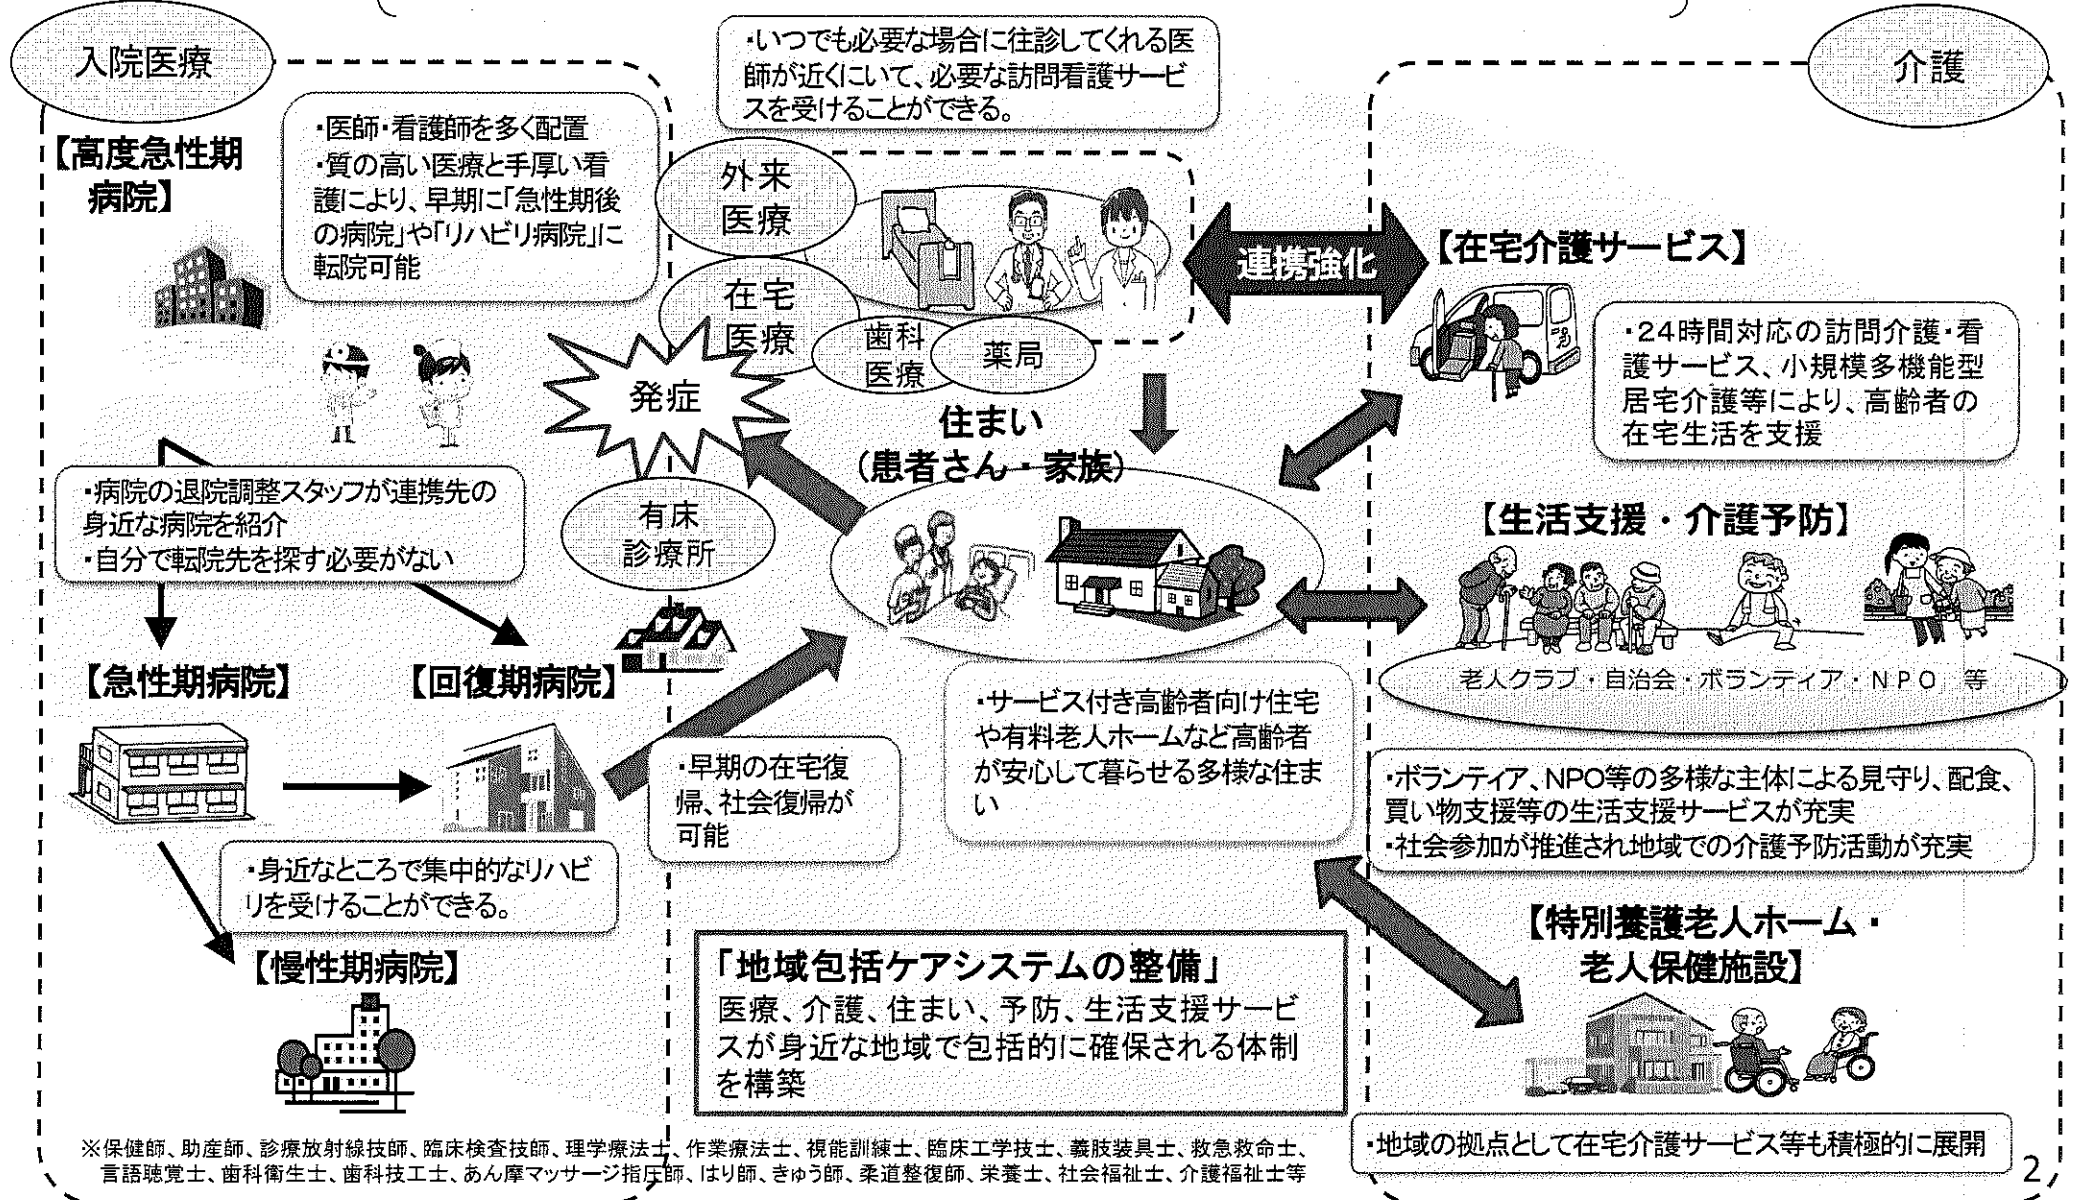 入院医療
【高度急性期
病院】
・医師・看護師を多く配置
・質の高い医療と手厚い看
護により、早期に「急性期後
の病院」や「リハビリ病院」に
転院可能
・いつでも必要な場合に往診してくれる医
師が近くにいて、必要な訪問看護サービ
スを受けることができる。
外来
医療
在宅
医療
歯科
医療
薬局
発症
連携強化
介護
【在宅介護サービス】
・24時間対応の訪問介護・看
護サービス、小規模多機能型
居宅介護等により、高齢者の
在宅生活を支援
住まい
(患者さん・家族)
・病院の退院調整スタッフが連携先の
身近な病院を紹介
・自分で転院先を探す必要がない
有床
診療所
【生活支援・介護予防】
老人クラブ・自治会・ボランティア・NPO 等
【急性期病院】
【回復期病院】
・早期の在宅復
帰、社会復帰が
可能
・サービス付き高齢者向け住宅
や有料老人ホームなど高齢者
が安心して暮らせる多様な住ま
い
・ボランティア、NPO等の多様な主体による見守り、配食、
買い物支援等の生活支援サービスが充実
・社会参加が推進され地域での介護予防活動が充実
・身近なところで集中的なリハビ
リを受けることができる。
【慢性期病院】
「地域包括ケアシステムの整備」
医療、介護、住まい、予防、生活支援サービ
スが身近な地域で包括的に確保される体制
を構築
【特別養護老人ホーム・
老人保健施設】
・地域の拠点として在宅介護サービス等も積極的に展開
※保健師、助産師、診療放射線技師、臨床検査技師、理学療法士、作業療法士、視能訓練士、臨床工学技士、義肢装具士、救急救命士、
言語聴覚士、歯科衛生士、歯科技工士、あん摩マッサージ指圧師、はり師、きゅう師、柔道整復師、栄養士、社会福祉士、介護福祉士等
2